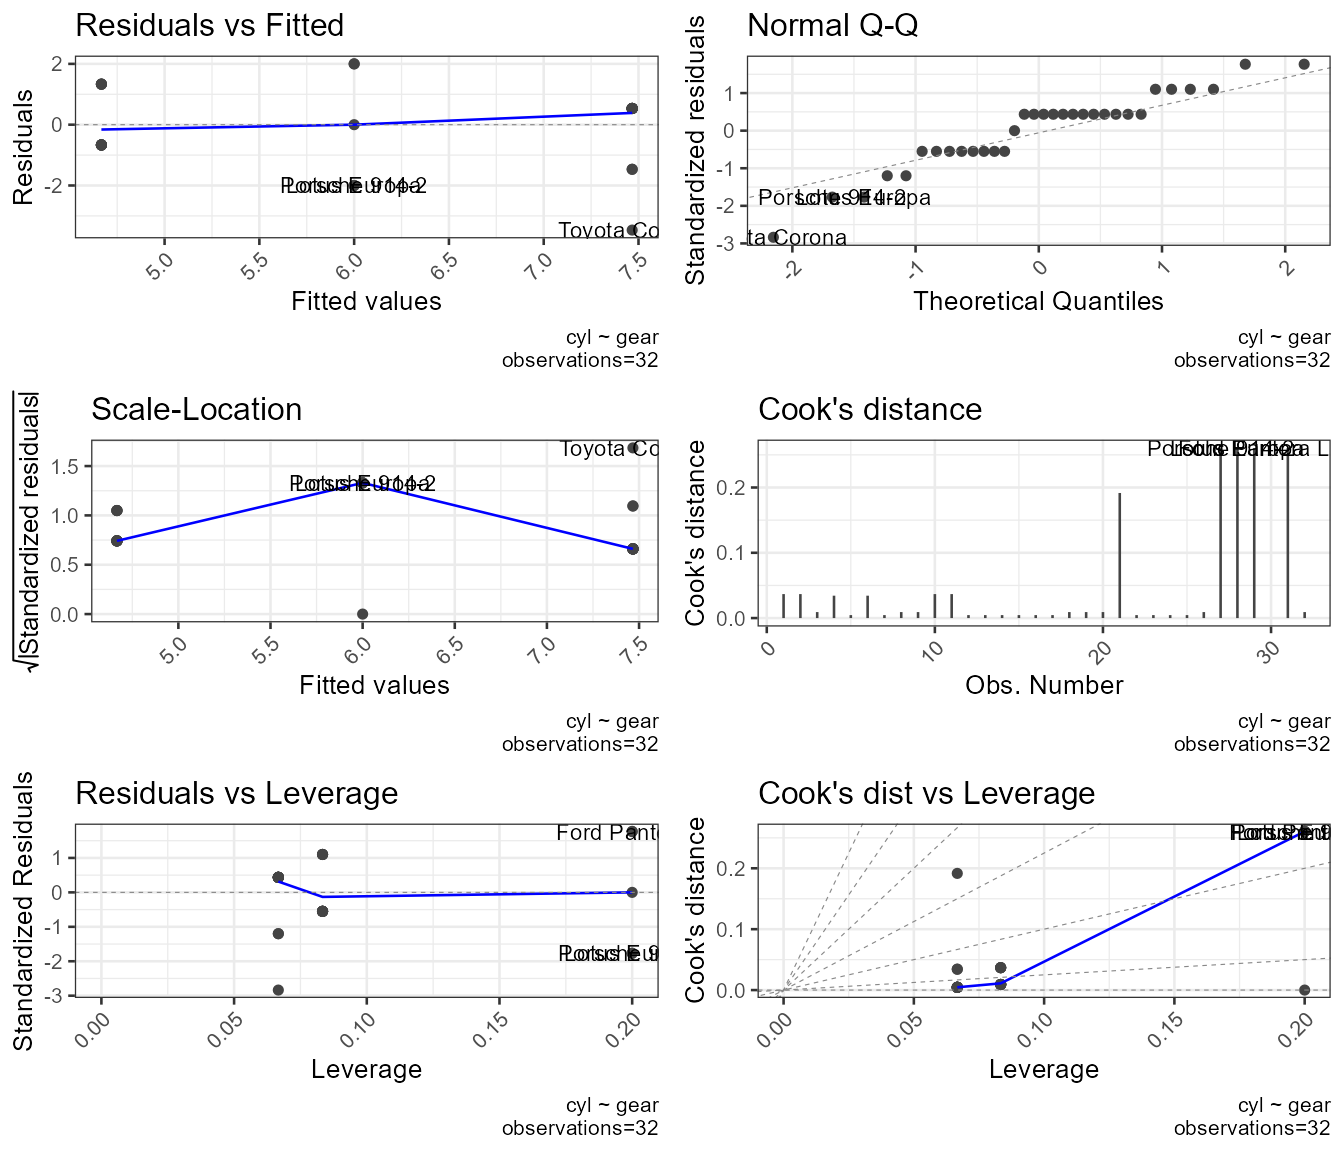 Residuals vs Fitted
Residuals
2
0
-2
Toyota Co
5.0
5.5
6.0
6.5
7.0
7.5
Fitted values
cyl ~ gear
observations=32
Normal Q-Q
Standardized residuals
1
0
-1
-2
-3
ta Corona
-2
-1
0
1
2
Theoretical Quantiles
cyl ~ gear
observations=32
Scale-Location
√|Standardized residuals|
1.5
1.0
0.5
0.0
Toyota Co
5.0
5.5
6.0
6.5
7.0
7.5
Fitted values
cyl ~ gear
observations=32
Cook's distance
Cook's distance
0.2
0.1
0.0
0
10
20
30
Obs. Number
cyl ~ gear
observations=32
Residuals vs Leverage
Standardized Residuals
1
0
-1
-2
-3
Ford Pante
0.00
0.05
0.10
0.15
0.20
Leverage
cyl ~ gear
observations=32
Cook's dist vs Leverage
Cook's distance
0.2
0.1
0.0
0.00
0.05
0.10
0.15
0.20
Leverage
cyl ~ gear
observations=32